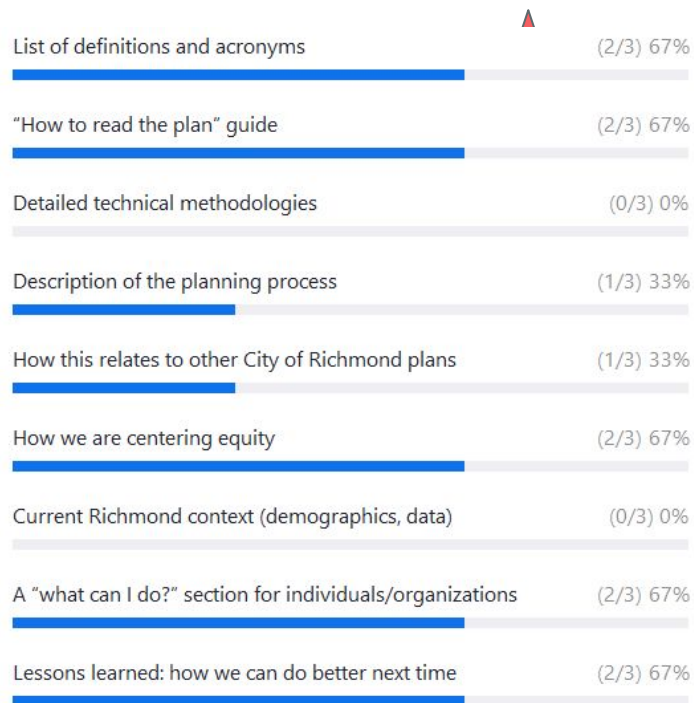 List of definitions and acronyms (2/3) 67%
“How to read the plan” guide (2/3) 67%
Detailed technical methodologies (0/3) 0%
Description of the planning process (1/3) 33%
How this relates to other City of Richmond plans (1/3) 33%
How we are centering equity (2/3) 67%
Current Richmond context (demographics, data) (0/3) 0%
A “what can I do?” section for individuals/organizations (2/3) 67%
Lessons learned: how we can do better next time (2/3) 67%